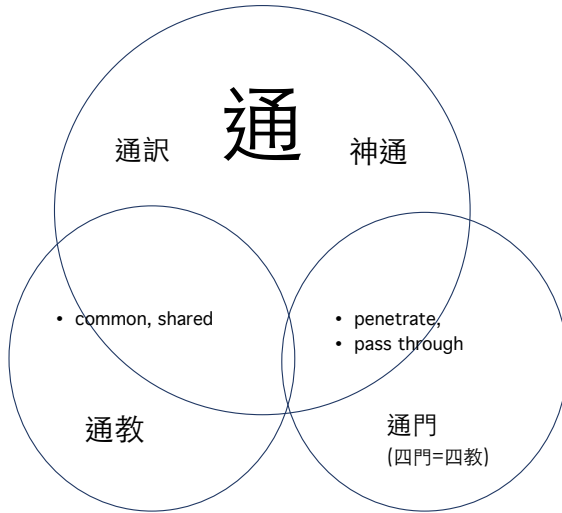 通
通訳
神通
• common, shared
• penetrate,
• pass through
通教
通門
(四門=四教)